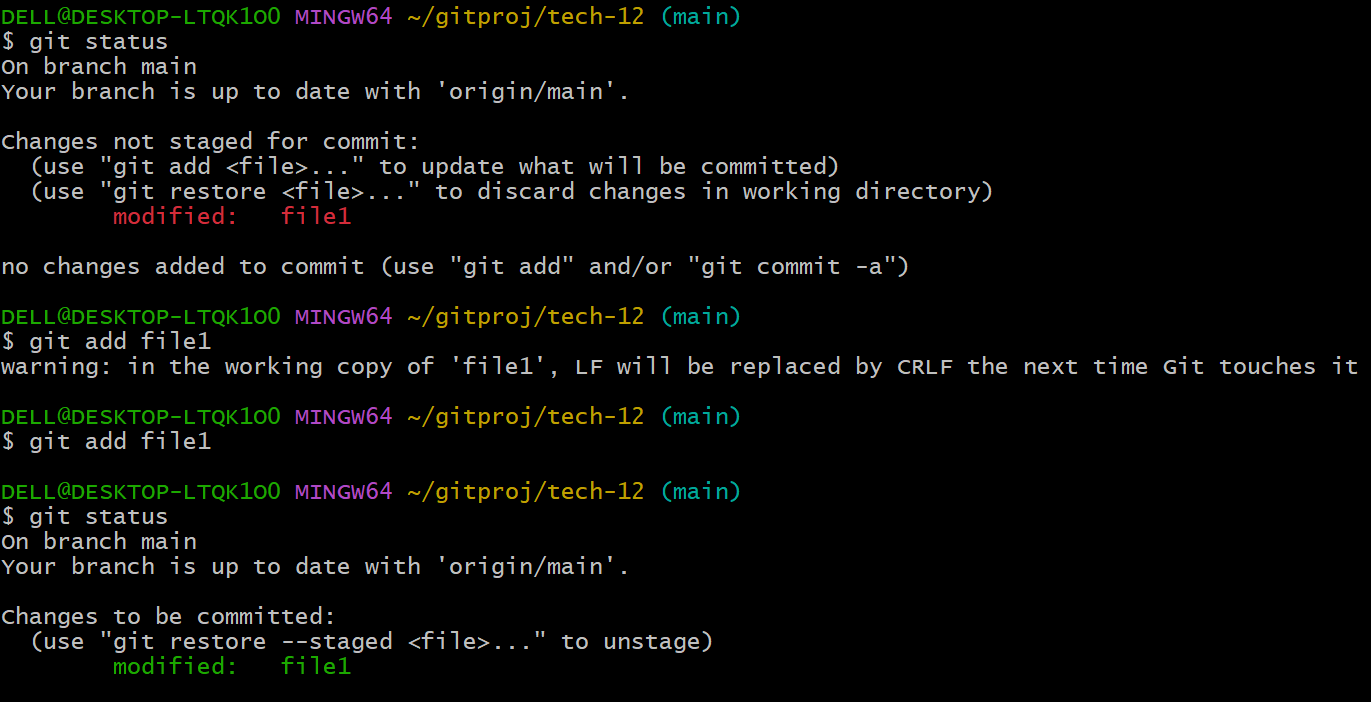 DELL@DESKTOP-LTQK1O0 MINGW64 ~/gitproj/tech-12 (main)
$ git status
On branch main
Your branch is up to date with 'origin/main'.

Changes not staged for commit:
  (use "git add <file>..." to update what will be committed)
  (use "git restore <file>..." to discard changes in working directory)
        modified:   file1

no changes added to commit (use "git add" and/or "git commit -a")

DELL@DESKTOP-LTQK1O0 MINGW64 ~/gitproj/tech-12 (main)
$ git add file1
warning: in the working copy of 'file1', LF will be replaced by CRLF the next time Git touches it

DELL@DESKTOP-LTQK1O0 MINGW64 ~/gitproj/tech-12 (main)
$ git add file1

DELL@DESKTOP-LTQK1O0 MINGW64 ~/gitproj/tech-12 (main)
$ git status
On branch main
Your branch is up to date with 'origin/main'.

Changes to be committed:
  (use "git restore --staged <file>..." to unstage)
        modified:   file1